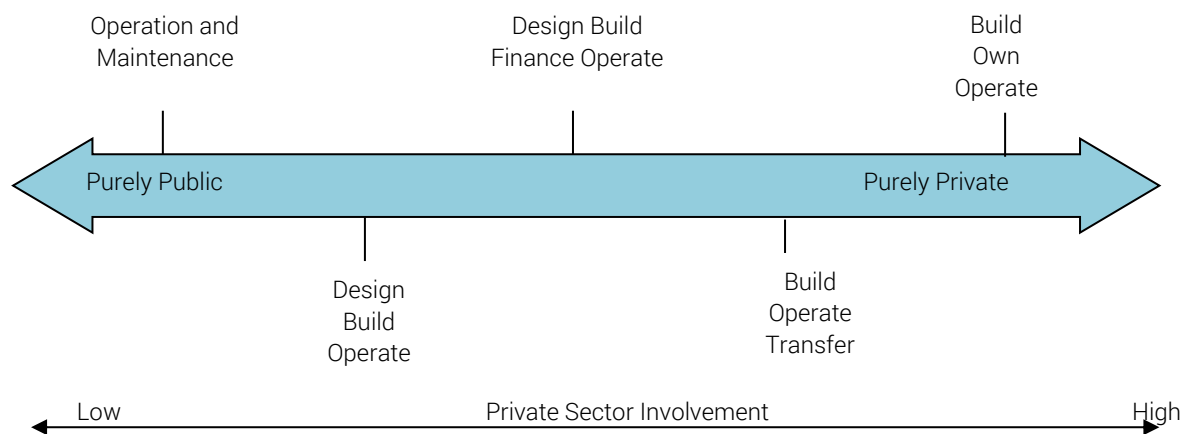 Operation and
Maintenance
Design Build
Finance Operate
Build
Own
Operate
Purely Public
Purely Private
Design
Build
Operate
Build
Operate
Transfer
Low
Private Sector Involvement
High